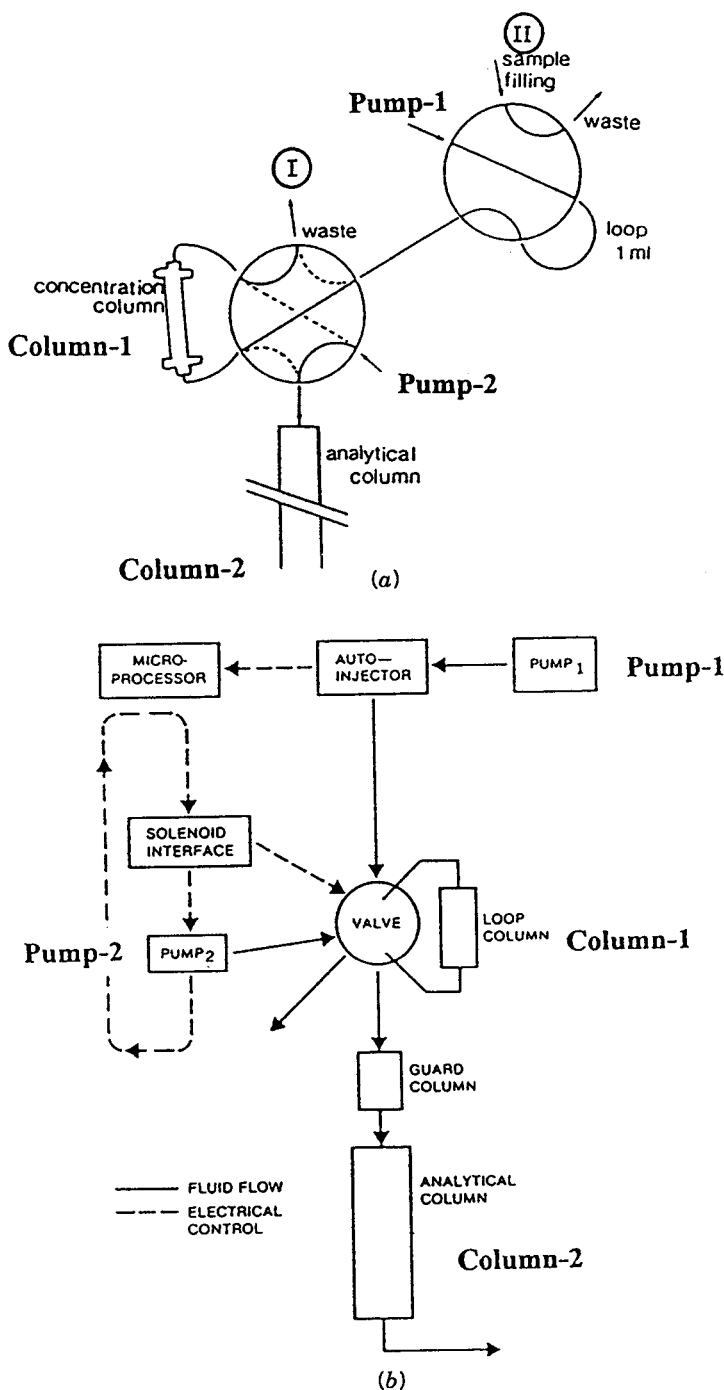 II
sample
filling
Pump-1
waste
I
waste
loop
1 ml
concentration
column
Column-1
Pump-2
analytical
column
Column-2
(a)
MICRO-
PROCESSOR
AUTO—
INJECTOR
PUMP1
Pump-1
SOLENOID
INTERFACE
VALVE
LOOP
COLUMN
Column-1
Pump-2
PUMP2
GUARD
COLUMN
FLUID FLOW
ELECTRICAL
CONTROL
ANALYTICAL
COLUMN
Column-2
(b)